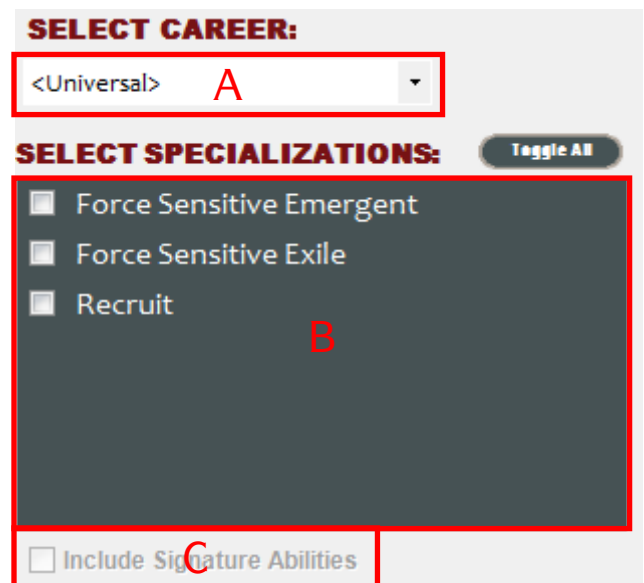 SELECT CAREER:
<Universal> A
SELECT SPECIALIZATIONS: Toggle All
Force Sensitive Emergent
Force Sensitive Exile
Recruit
B
Include Signature Abilities
C